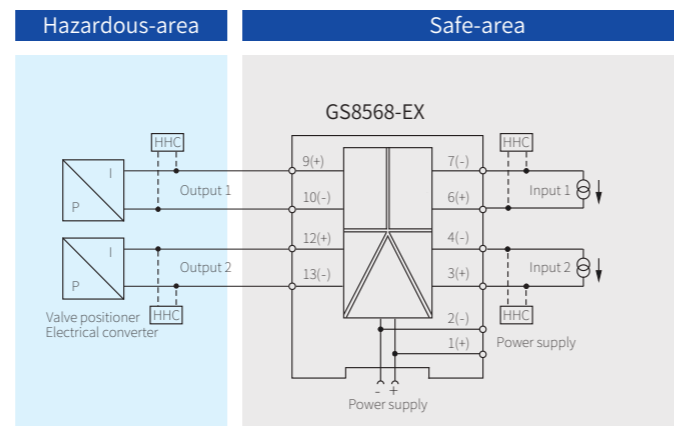 Hazardous-area
Safe-area
GS8568-EX
HHC
HHC
I
P
Output 1
9(+)
7(-)
Input 1
10(-)
6(+)
I
P
Output 2
12(+)
4(-)
Input 2
13(-)
3(+)
Valve positioner
Electrical converter
HHC
HHC
2(-)
1(+)
Power supply
- +
Power supply